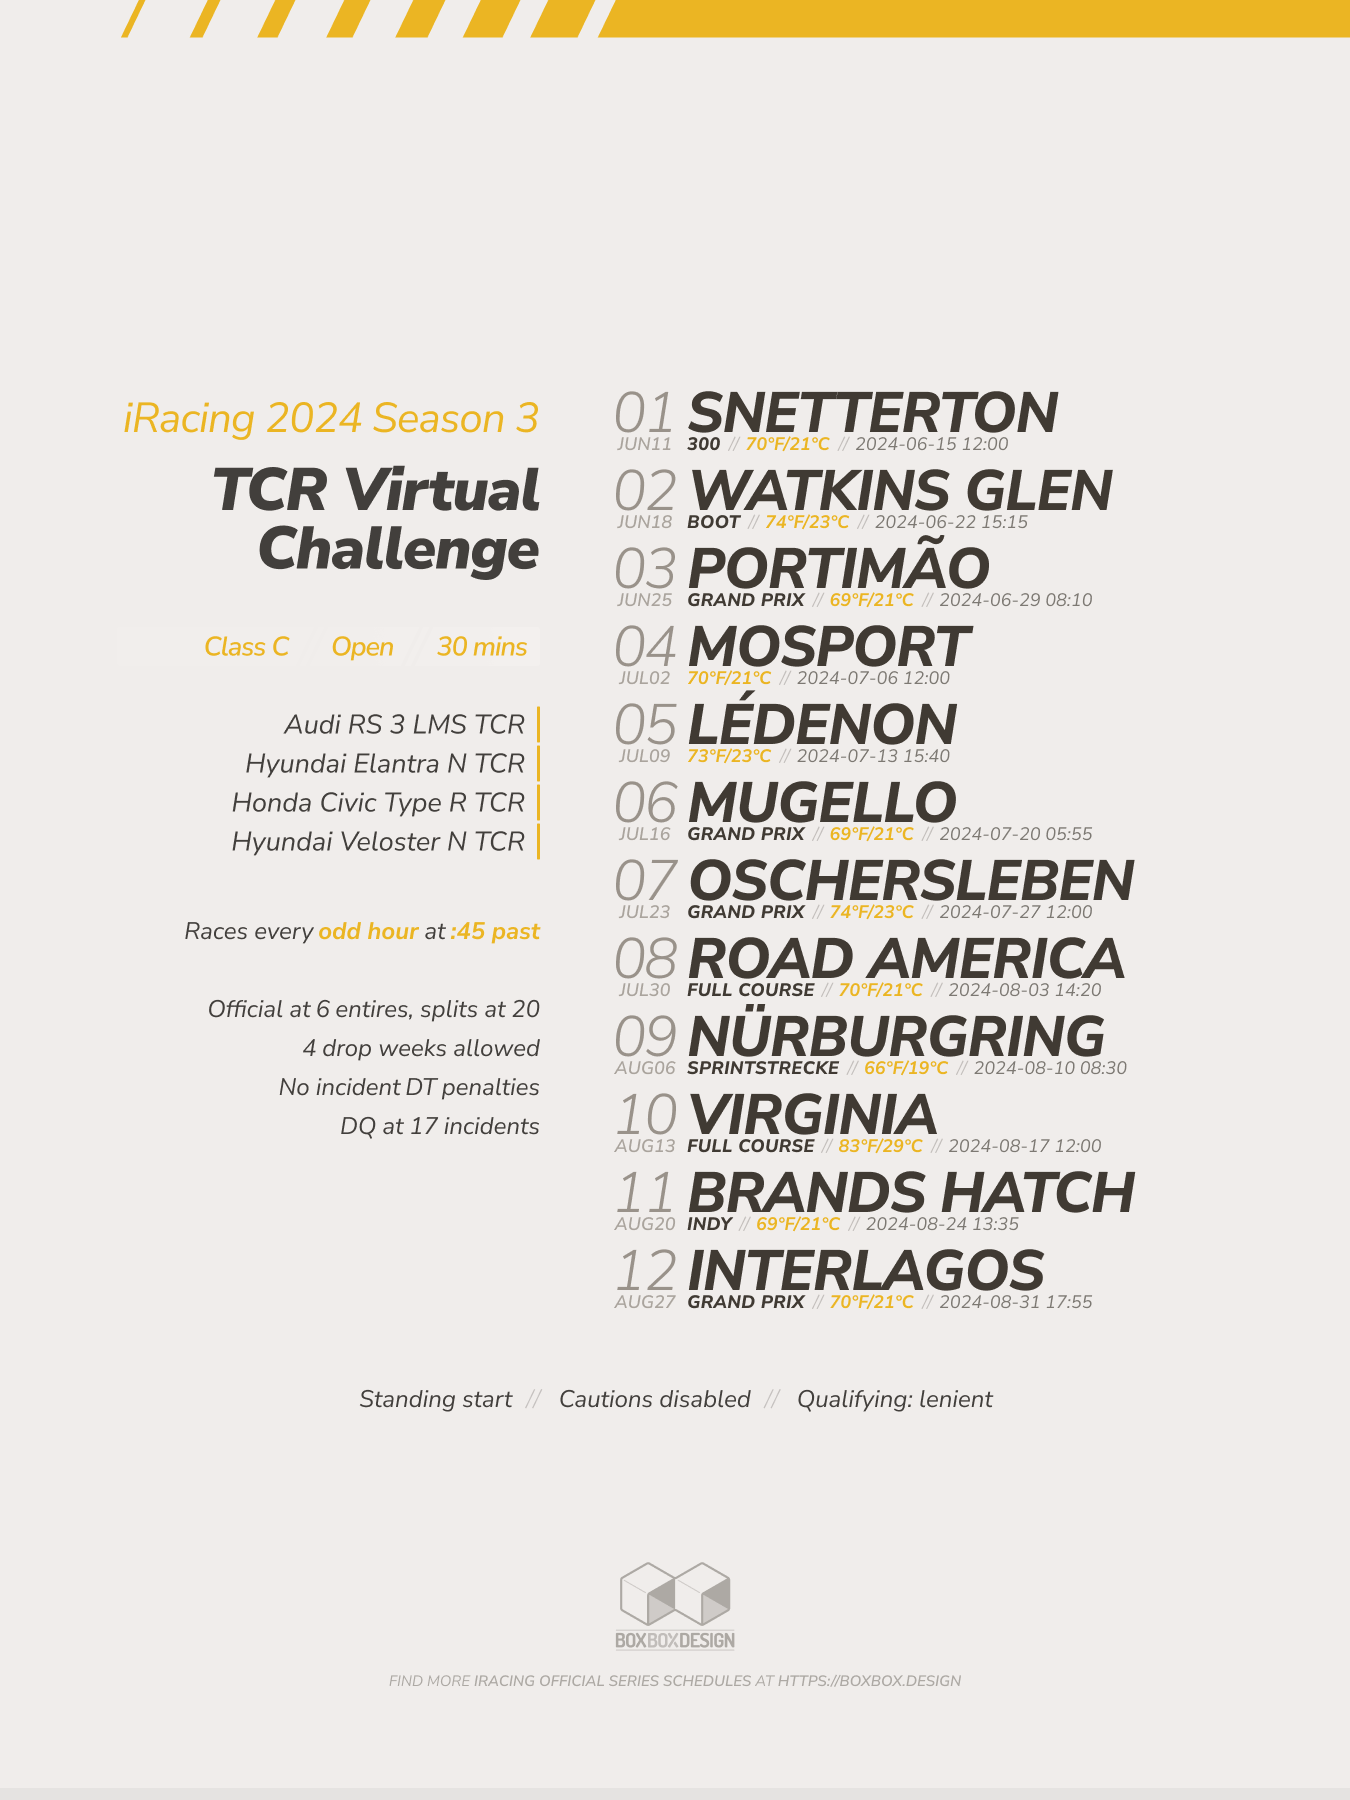 iRacing 2024 Season 3
TCR Virtual
Challenge
Class C Open // 30 mins
Audi RS 3 LMS TCR
Hyundai Elantra N TCR
Honda Civic Type R TCR
Hyundai Veloster N TCR
Races every odd hour at :45 past
Official at 6 entires, splits at 20
4 drop weeks allowed
No incident DT penalties
DQ at 17 incidents
01 SNETTERTON
JUN11 300 // 70°F/21°C // 2024-06-15 12:00
02 WATKINS GLEN
JUN18 BOOT // 74°F/23°C // 2024-06-22 15:15
03 PORTIMÃO
JUN25 GRAND PRIX // 69°F/21°C // 2024-06-29 08:10
04 MOSPORT
JUL02 70°F/21°C // 2024-07-06 12:00
05 LÉDENON
JUL09 73°F/23°C // 2024-07-13 15:40
06 MUGELLO
JUL16 GRAND PRIX // 69°F/21°C // 2024-07-20 05:55
07 OSCHERSLEBEN
JUL23 GRAND PRIX // 74°F/23°C // 2024-07-27 12:00
08 ROAD AMERICA
JUL30 FULL COURSE // 70°F/21°C // 2024-08-03 14:20
09 NÜRBURGRING
AUG06 SPRINTSTRECKE // 66°F/19°C // 2024-08-10 08:30
10 VIRGINIA
AUG13 FULL COURSE // 83°F/29°C // 2024-08-17 12:00
11 BRANDS HATCH
AUG20 INDY // 69°F/21°C // 2024-08-24 13:35
12 INTERLAGOS
AUG27 GRAND PRIX // 70°F/21°C // 2024-08-31 17:55
Standing start // Cautions disabled // Qualifying: lenient
BOXBOXDESIGN
FIND MORE IRACING OFFICIAL SERIES SCHEDULES AT HTTPS://BOXBOX.DESIGN